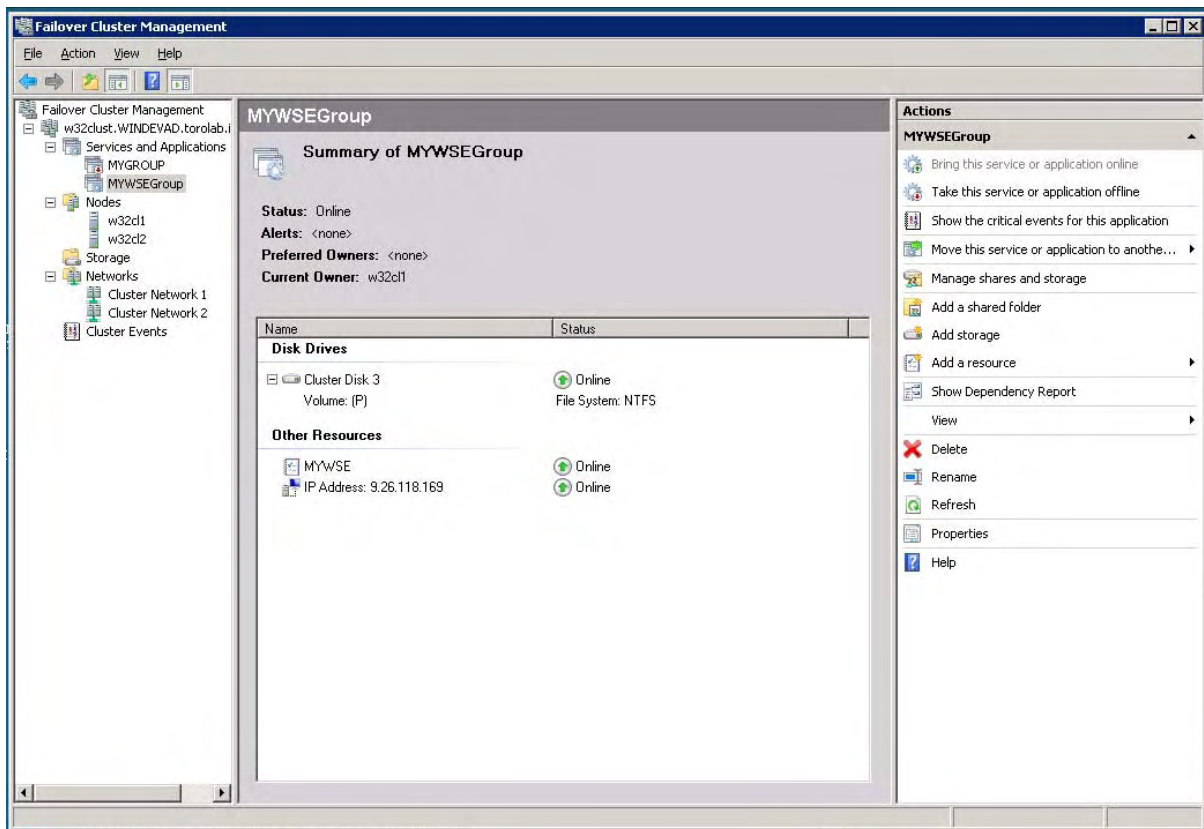 Failover Cluster Management
File Action View Help
Failover Cluster Management
w32clust.WINDEVAD.torolab.i
Services and Applications
MYGROUP
MYWSEGroup
Nodes
w32cl1
w32cl2
Storage
Networks
Cluster Network 1
Cluster Network 2
Cluster Events
MYWSEGroup
Summary of MYWSEGroup
Status: Online
Alerts: <none>
Preferred Owners: <none>
Current Owner: w32cl1
Name Status
Disk Drives
Cluster Disk 3 Online
Volume: (P) File System: NTFS
Other Resources
MYWSE Online
IP Address: 9.26.118.169 Online
Actions
MYWSEGroup
Bring this service or application online
Take this service or application offline
Show the critical events for this application
Move this service or application to anothe...
Manage shares and storage
Add a shared folder
Add storage
Add a resource
Show Dependency Report
View
Delete
Rename
Refresh
Properties
Help